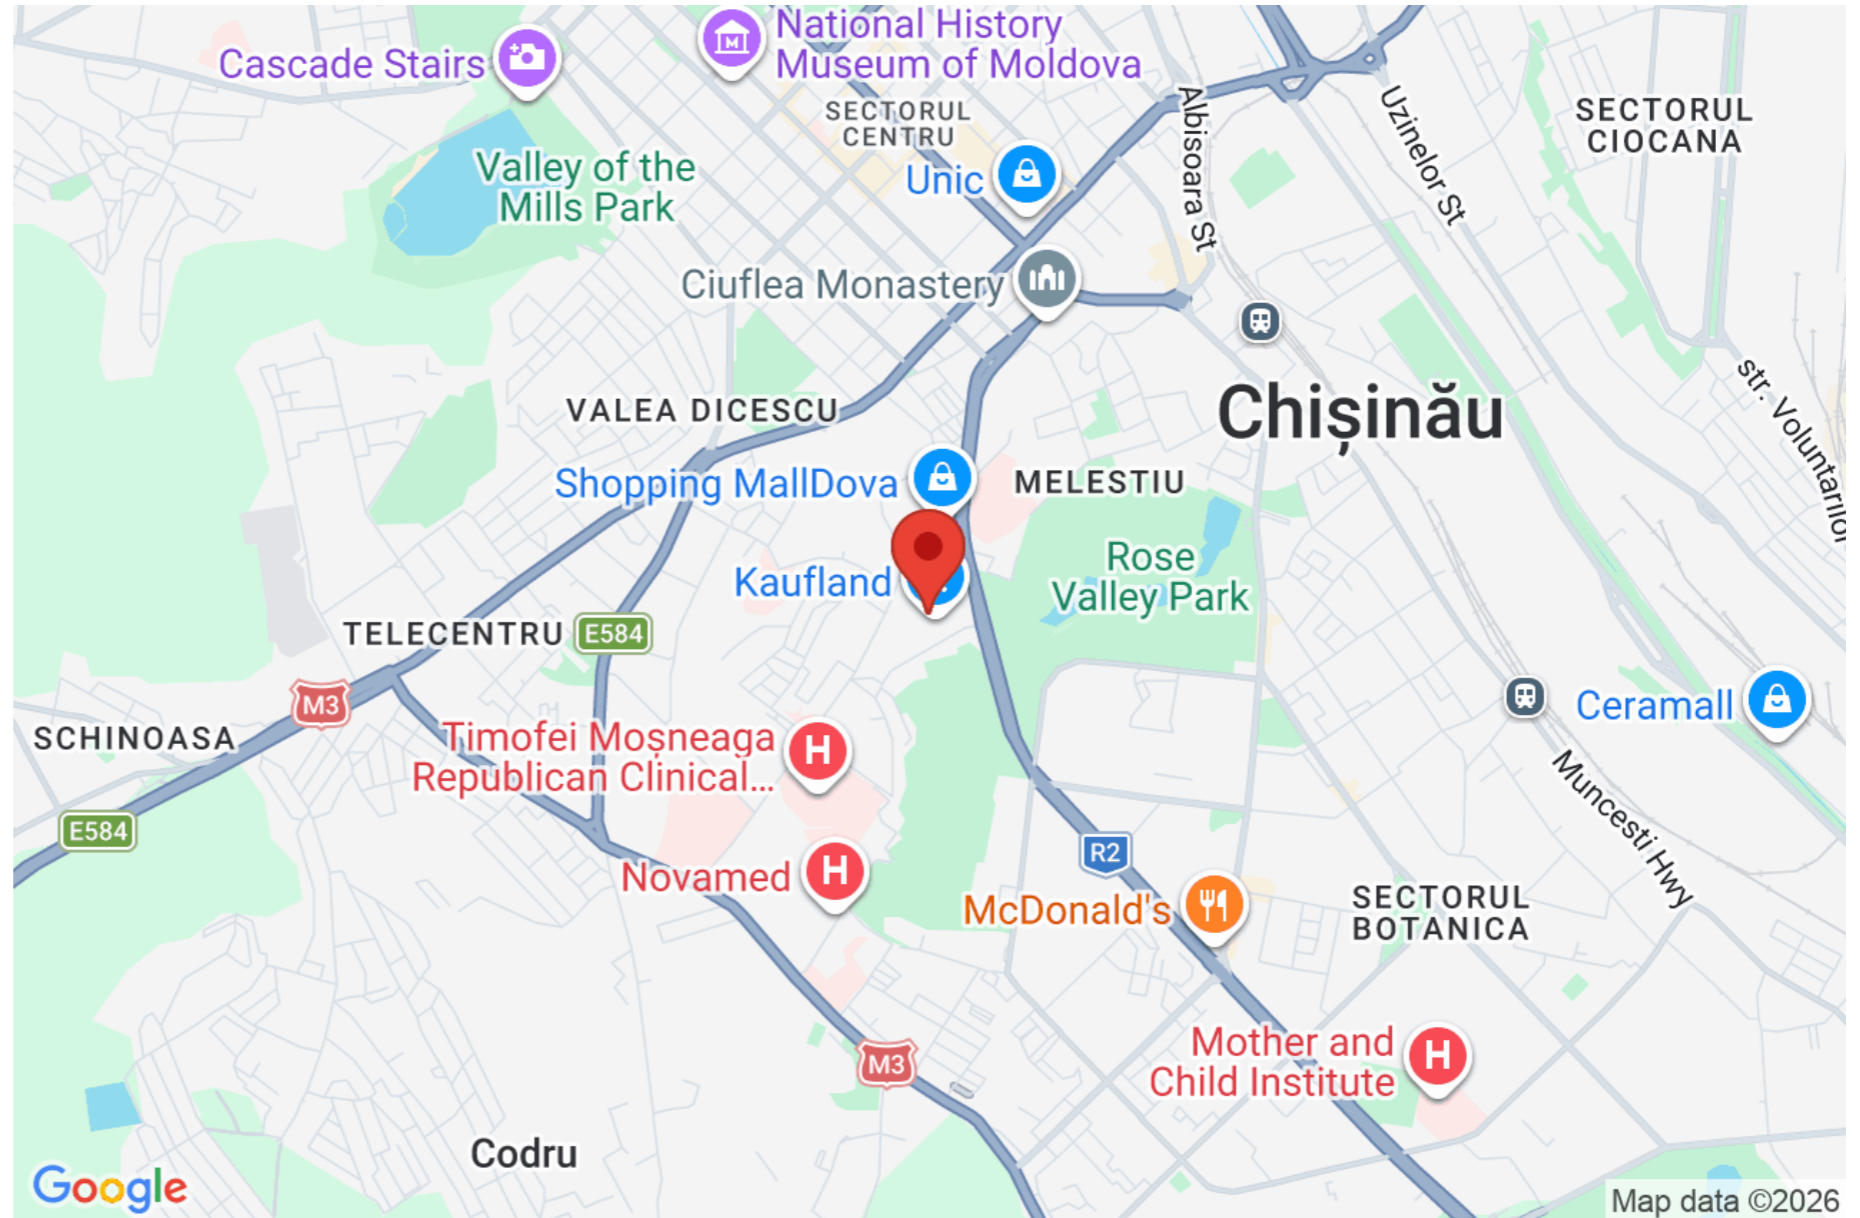 National History
Museum of Moldova
Cascade Stairs
SECTORUL
CENTRU
SECTORUL
CIOCANA
Albisoara St
Uzinelor St
Valley of the
Mills Park
Unic
Ciuflea Monastery
Chișinău
str. Voluntarilor
VALEA DICESCU
Shopping MallDova
MELESTIU
Rose
Valley Park
Kaufland
TELECENTRU
E584
M3
SCHINOASA
Timofei Moșneaga
Republican Clinical...
H
Ceramall
Muncesti Hwy
E584
R2
Novamed
H
McDonald's
SECTORUL
BOTANICA
M3
Mother and
Child Institute
H
Codru
Google
Map data ©2026